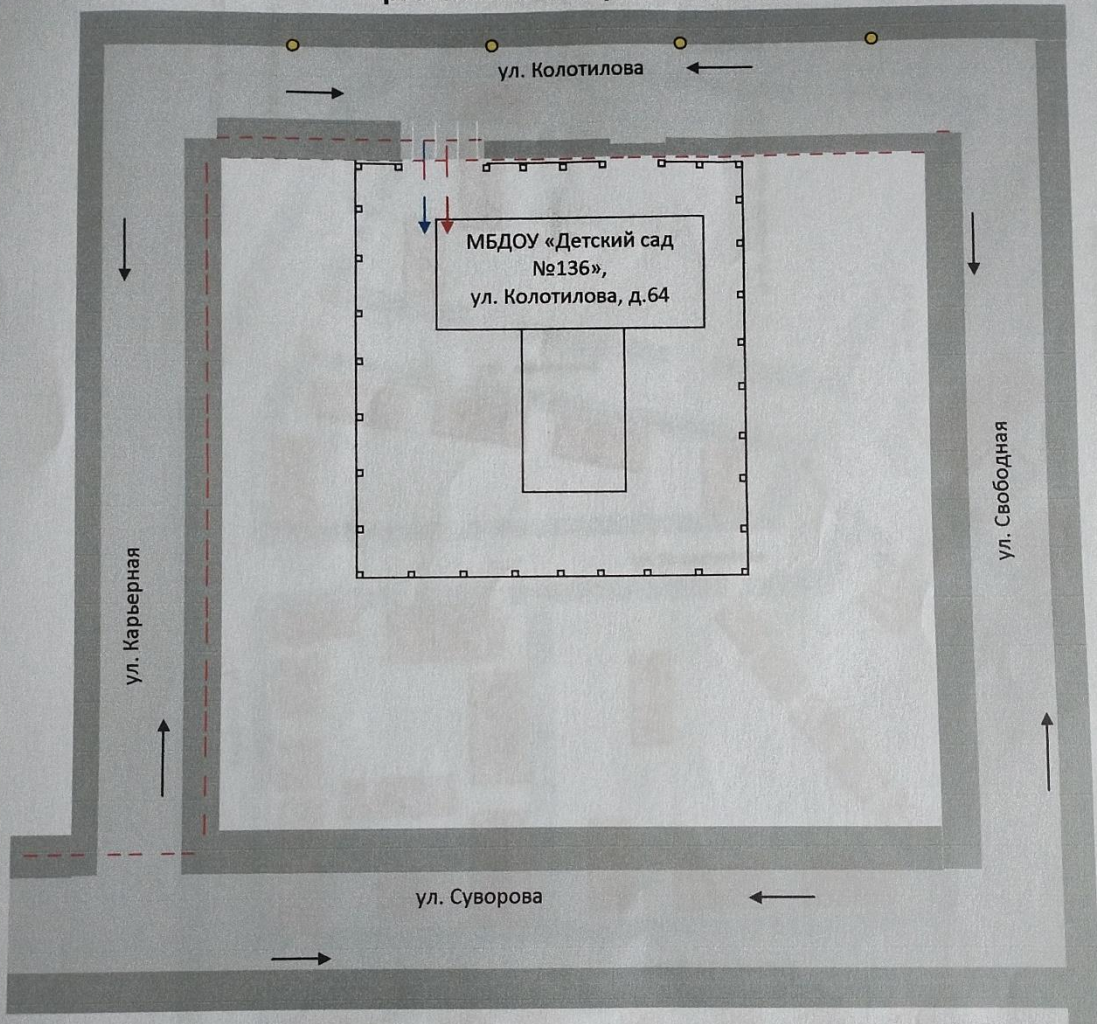 ул. Колотилова
МБДОУ «Детский сад
№136»,
ул. Колотилова, д.64
ул. Свободная
ул. Карьерная
ул. Суворова